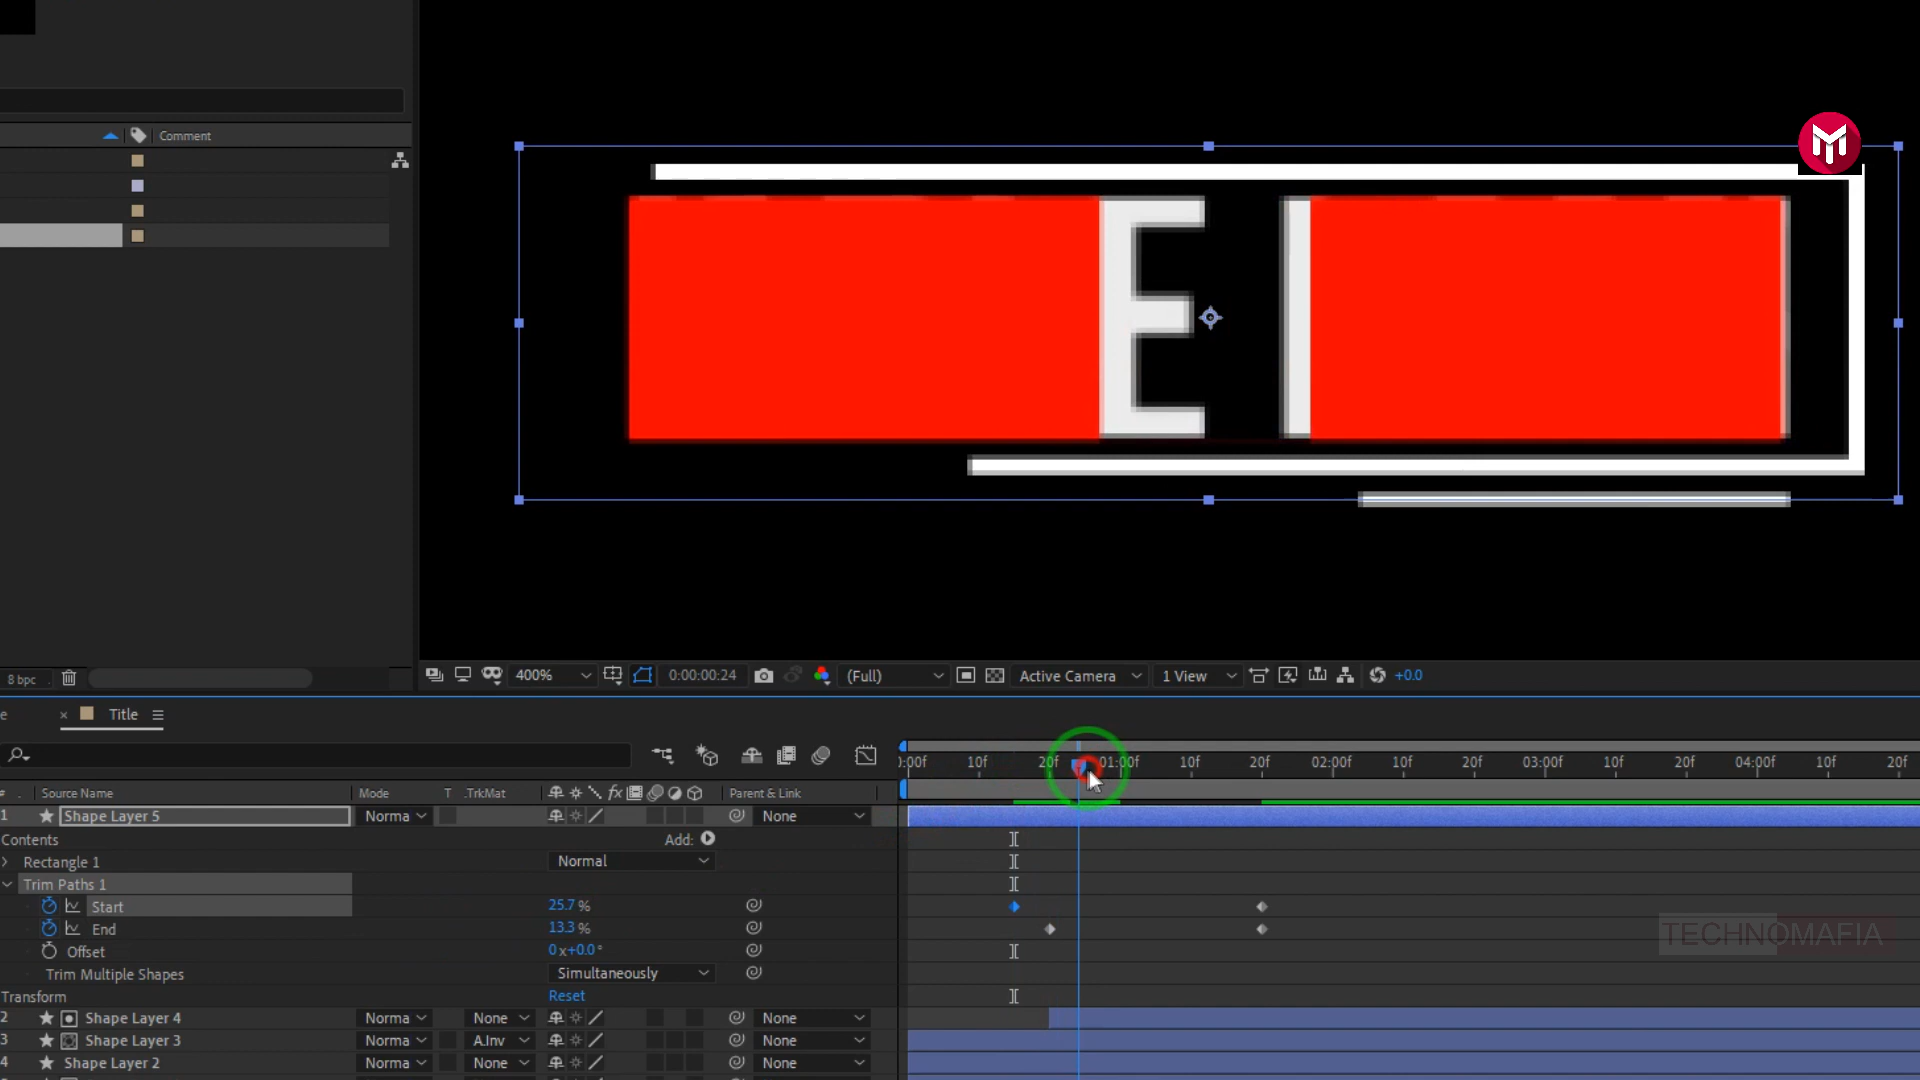 Comment
E
8 bpc
400%
0:00:00:24
(Full)
Active Camera
1 View
+0.0
Title
:00f 10f 20f 01:00f 10f 20f 02:00f 10f 20f 03:00f 10f 20f 04:00f 10f 20f
# Source Name Mode T .TrkMat Parent & Link
1 Shape Layer 5 Norma None
Contents Add:
Rectangle 1 Normal
Trim Paths 1
Start 25.7 %
End 13.3 %
Offset 0 x+0.0 °
Trim Multiple Shapes Simultaneously
Transform Reset
2 Shape Layer 4 Norma None None
3 Shape Layer 3 Norma A.Inv None
4 Shape Layer 2 Norma None None
TECHNOMAFIA